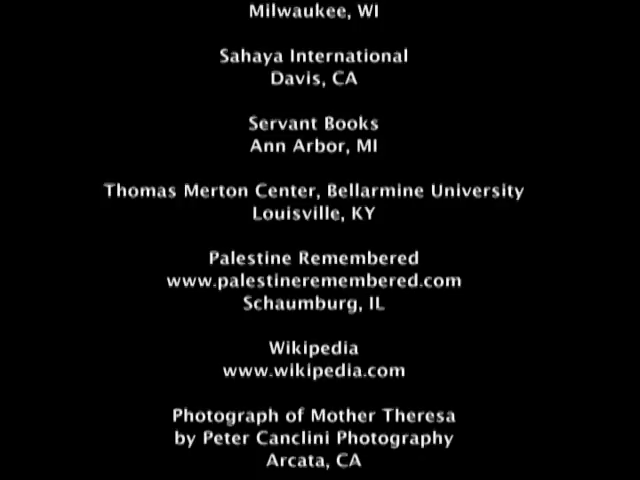 Milwaukee, WI
Sahaya International
Davis, CA
Servant Books
Ann Arbor, MI
Thomas Merton Center, Bellarmine University
Louisville, KY
Palestine Remembered
www.palestineremembered.com
Schaumburg, IL
Wikipedia
www.wikipedia.com
Photograph of Mother Theresa
by Peter Canclini Photography
Arcata, CA